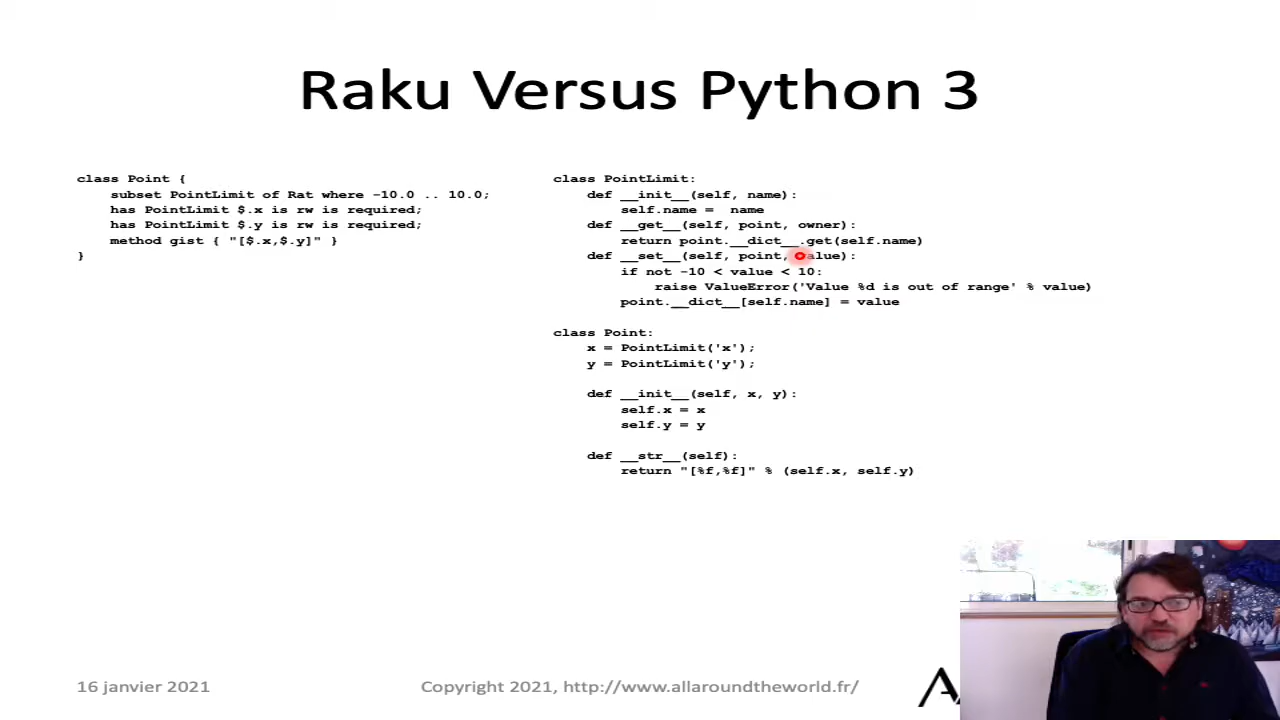 Raku Versus Python 3
class Point {
    subset PointLimit of Rat where -10.0 .. 10.0;
    has PointLimit $.x is rw is required;
    has PointLimit $.y is rw is required;
    method gist { "[$.x,$.y]" }
}
class PointLimit:
    def __init__(self, name):
        self.name =  name
    def __get__(self, point, owner):
        return point.__dict__.get(self.name)
    def __set__(self, point, value):
        if not -10 < value < 10:
            raise ValueError('Value %d is out of range' % value)
        point.__dict__[self.name] = value
class Point:
    x = PointLimit('x');
    y = PointLimit('y');
    def __init__(self, x, y):
        self.x = x
        self.y = y
    def __str__(self):
        return "[%f,%f]" % (self.x, self.y)
16 janvier 2021
Copyright 2021, http://www.allaroundtheworld.fr/